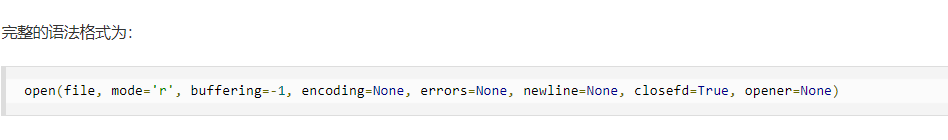 完整的语法格式为：
open(file, mode='r', buffering=-1, encoding=None, errors=None, newline=None, closefd=True, opener=None)